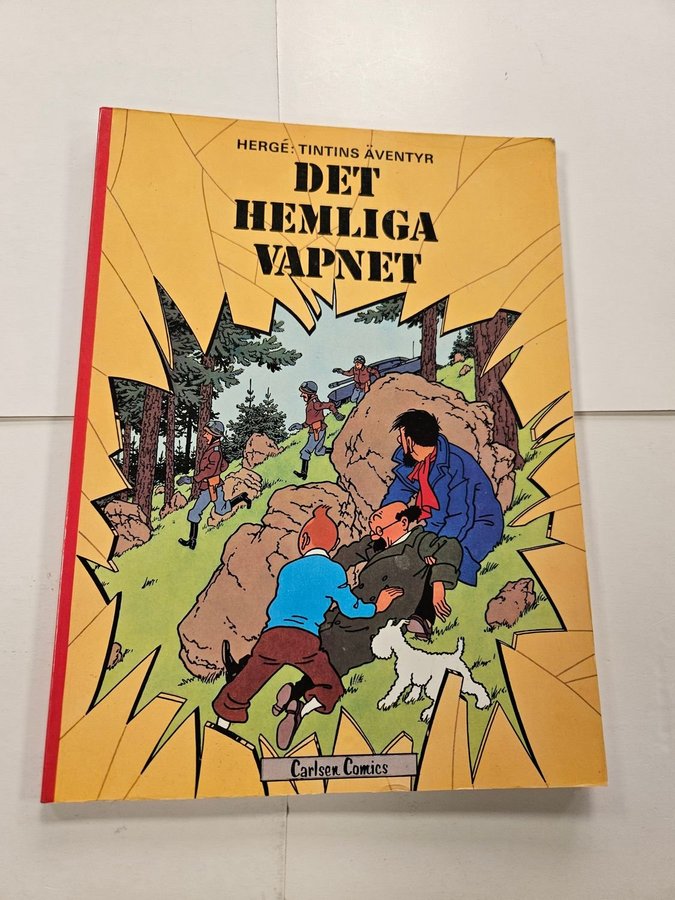 HERGÉ: TINTINS ÄVENTYR
DET
HEMLIGA
VAPNET
Carlsen Comics